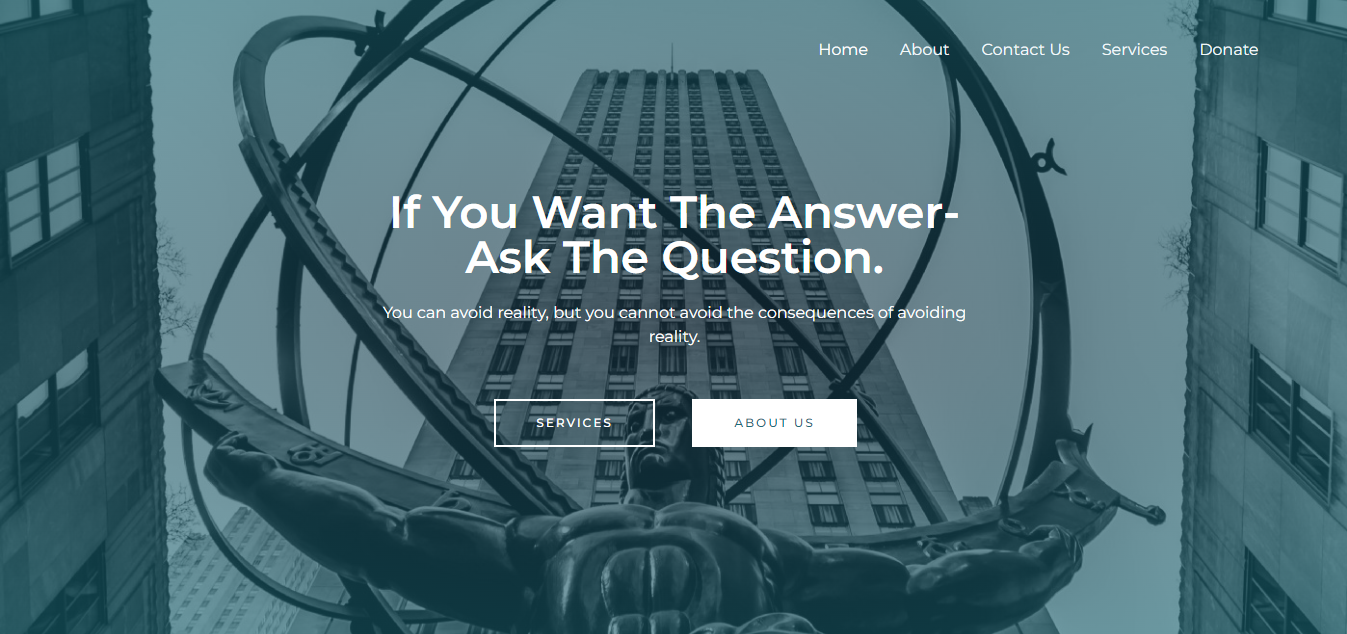 Home About Contact Us Services Donate
If You Want The Answer-
Ask The Question.
You can avoid reality, but you cannot avoid the consequences of avoiding
reality.
SERVICES ABOUT US